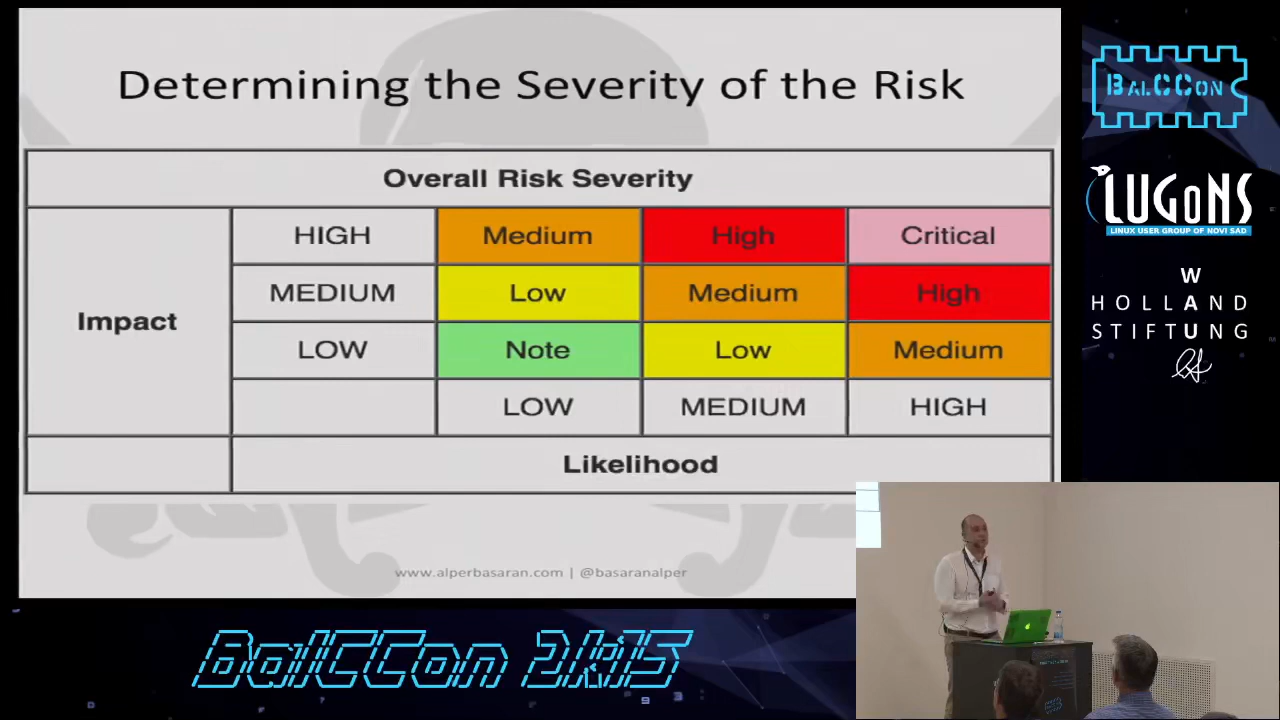 Determining the Severity of the Risk
Overall Risk Severity
Impact
HIGH Medium High Critical
MEDIUM Low Medium High
LOW Note Low Medium
LOW MEDIUM HIGH
Likelihood
www.alperbasaran.com | @basaranalper
BALCCON
LUGoNS
LINUX USER GROUP OF NOVI SAD
W
HOLLAND
STIFTUNG
BalCCon 2k15